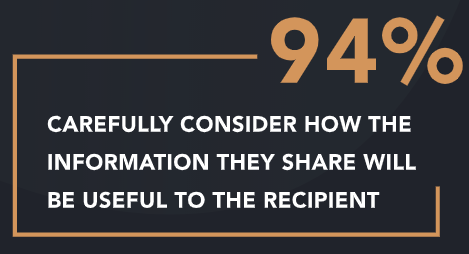 94%
CAREFULLY CONSIDER HOW THE
INFORMATION THEY SHARE WILL
BE USEFUL TO THE RECIPIENT